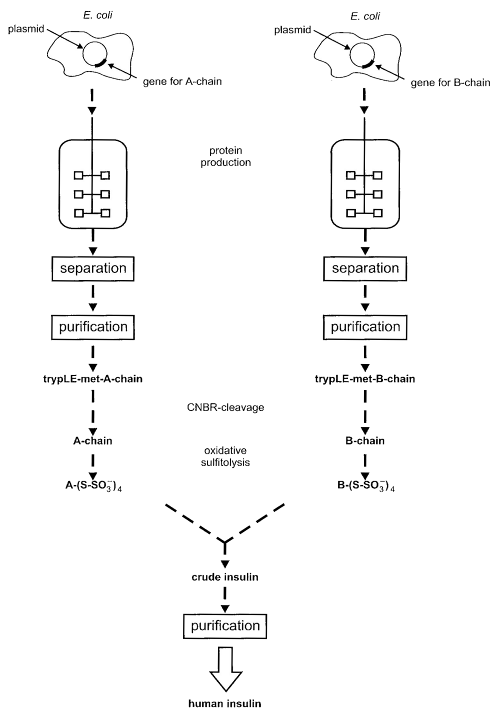 E. coli
plasmid
gene for A-chain
E. coli
plasmid
gene for B-chain
protein
production
separation
separation
purification
purification
trypLE-met-A-chain
trypLE-met-B-chain
CNBR-cleavage
A-chain
B-chain
oxidative
sulfitolysis
A-(S-SO₃⁻)₄
B-(S-SO₃⁻)₄
crude insulin
purification
human insulin